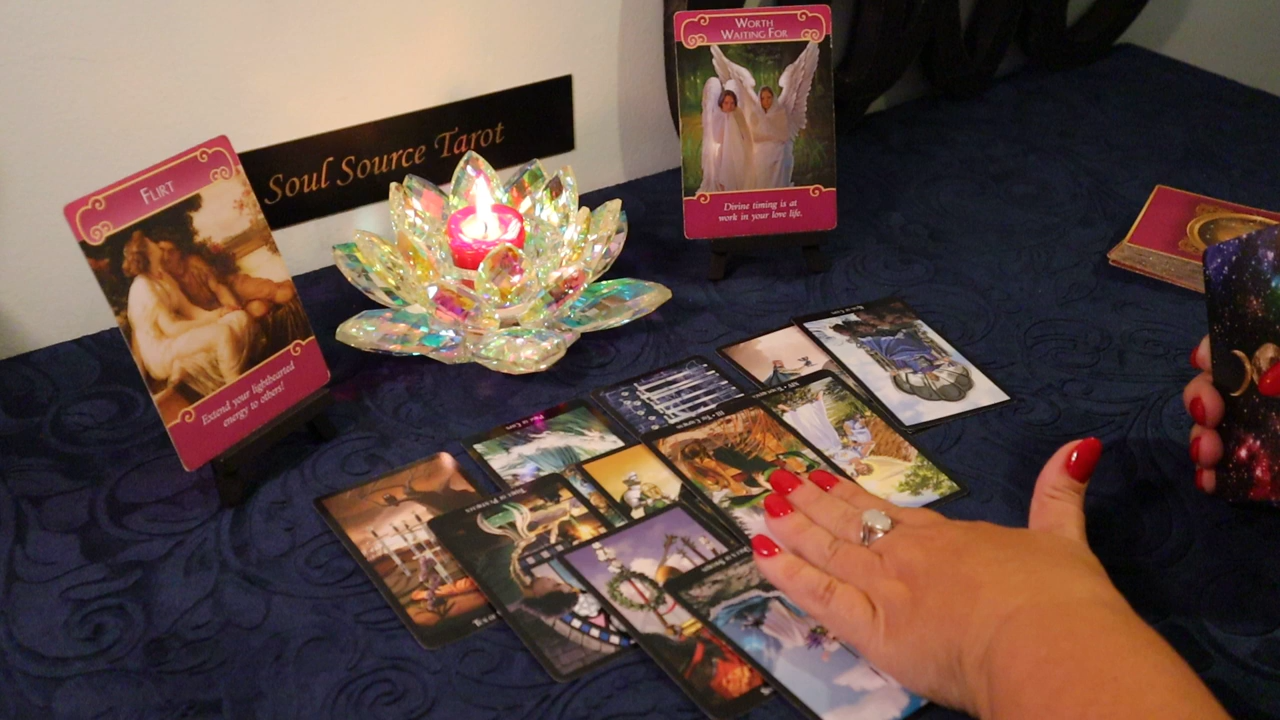 WORTH
WAITING FOR
Divine timing is at
work in your love life.
Soul Source Tarot
FLIRT
Extend your lighthearted
energy to others!